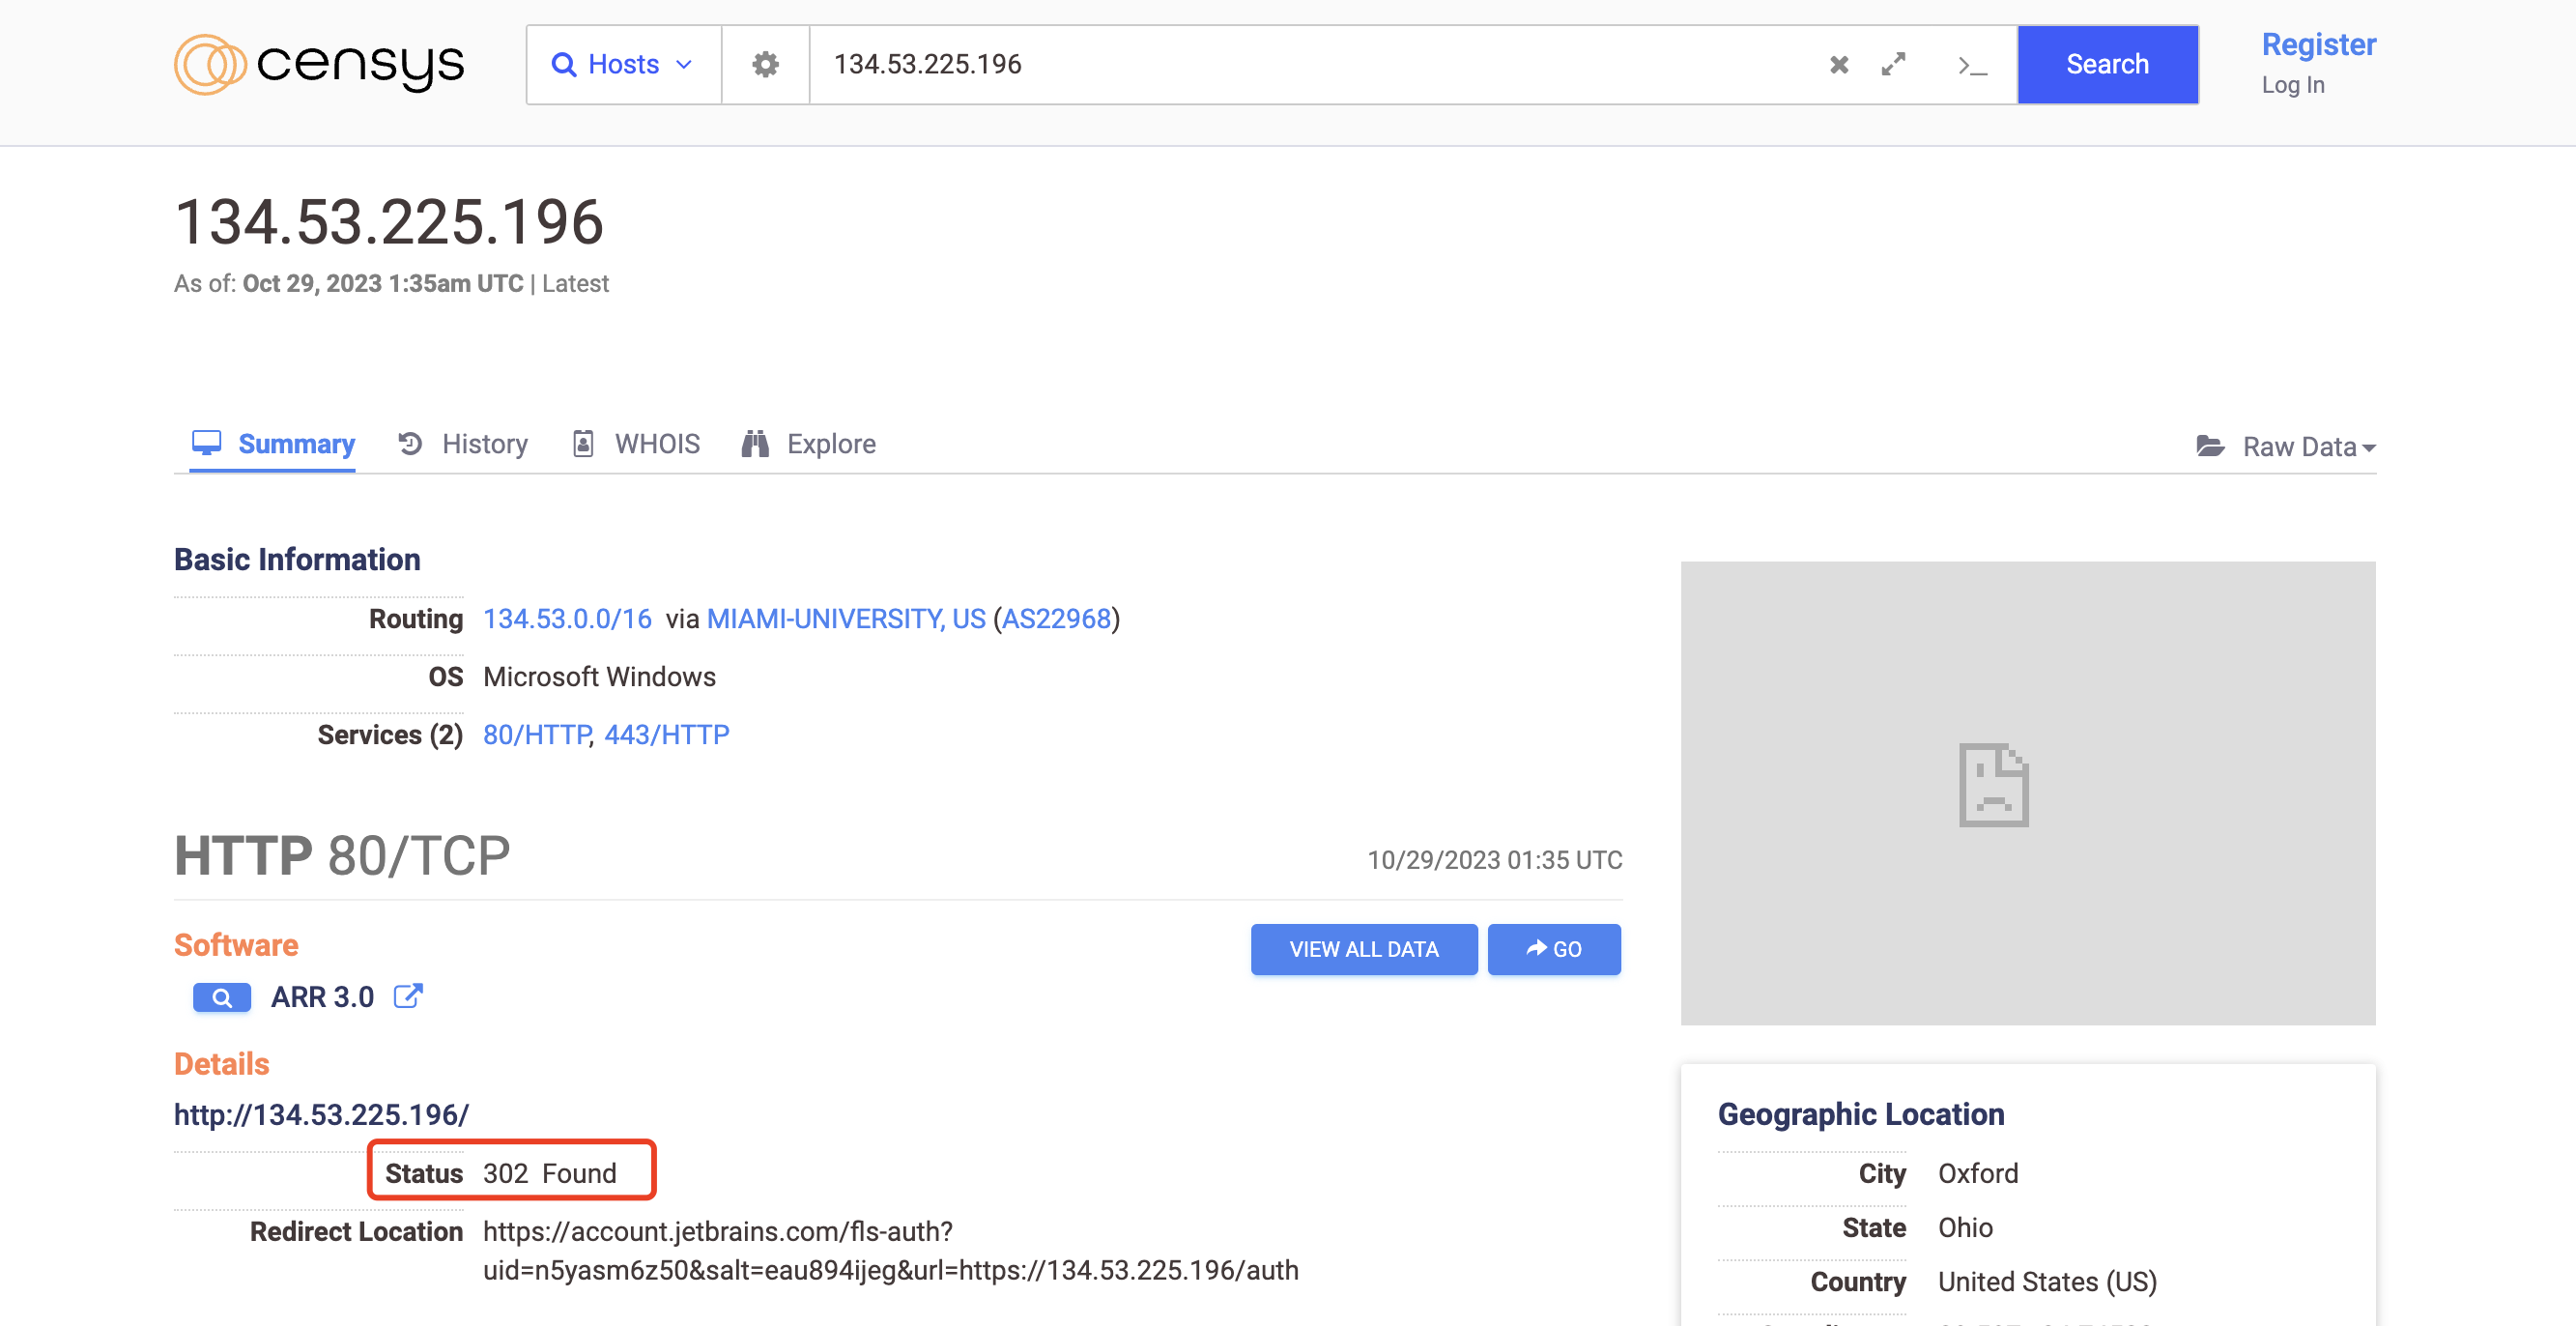 censys
Hosts
134.53.225.196
Search
Register
Log In
134.53.225.196
As of: Oct 29, 2023 1:35am UTC | Latest
Summary
History
WHOIS
Explore
Raw Data
Basic Information
Routing 134.53.0.0/16 via MIAMI-UNIVERSITY, US (AS22968)
OS Microsoft Windows
Services (2) 80/HTTP, 443/HTTP
HTTP 80/TCP
10/29/2023 01:35 UTC
Software
VIEW ALL DATA
GO
ARR 3.0
Details
http://134.53.225.196/
Status 302 Found
Redirect Location https://account.jetbrains.com/fls-auth?
uid=n5yasm6z50&salt=eau894ijeg&url=https://134.53.225.196/auth
Geographic Location
City Oxford
State Ohio
Country United States (US)